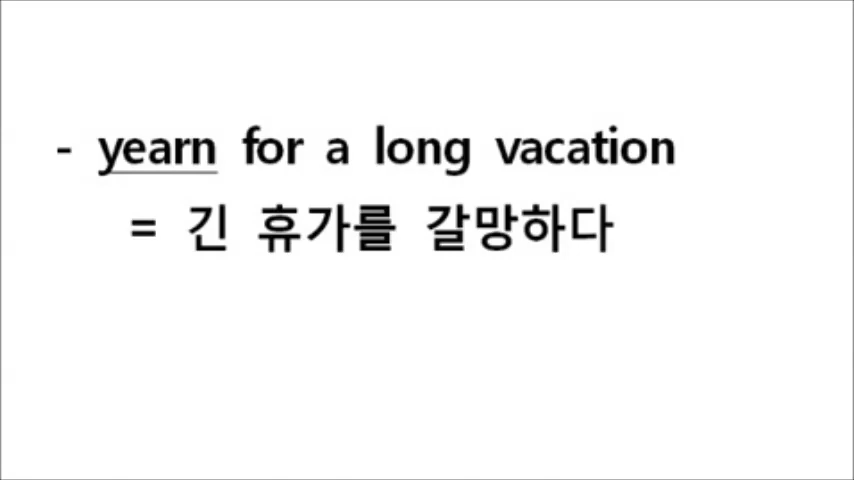 - yearn for a long vacation
= 긴 휴가를 갈망하다